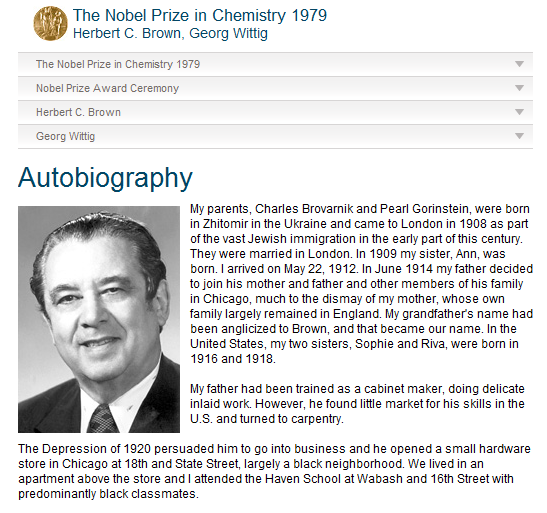 The Nobel Prize in Chemistry 1979
Herbert C. Brown, Georg Wittig
The Nobel Prize in Chemistry 1979
Nobel Prize Award Ceremony
Herbert C. Brown
Georg Wittig
Autobiography
My parents, Charles Brovarnik and Pearl Gorinstein, were born
in Zhitomir in the Ukraine and came to London in 1908 as part
of the vast Jewish immigration in the early part of this century.
They were married in London. In 1909 my sister, Ann, was
born. I arrived on May 22, 1912. In June 1914 my father decided
to join his mother and father and other members of his family
in Chicago, much to the dismay of my mother, whose own
family largely remained in England. My grandfather's name had
been anglicized to Brown, and that became our name. In the
United States, my two sisters, Sophie and Riva, were born in
1916 and 1918.
My father had been trained as a cabinet maker, doing delicate
inlaid work. However, he found little market for his skills in the
U.S. and turned to carpentry.
The Depression of 1920 persuaded him to go into business and he opened a small hardware
store in Chicago at 18th and State Street, largely a black neighborhood. We lived in an
apartment above the store and I attended the Haven School at Wabash and 16th Street with
predominantly black classmates.